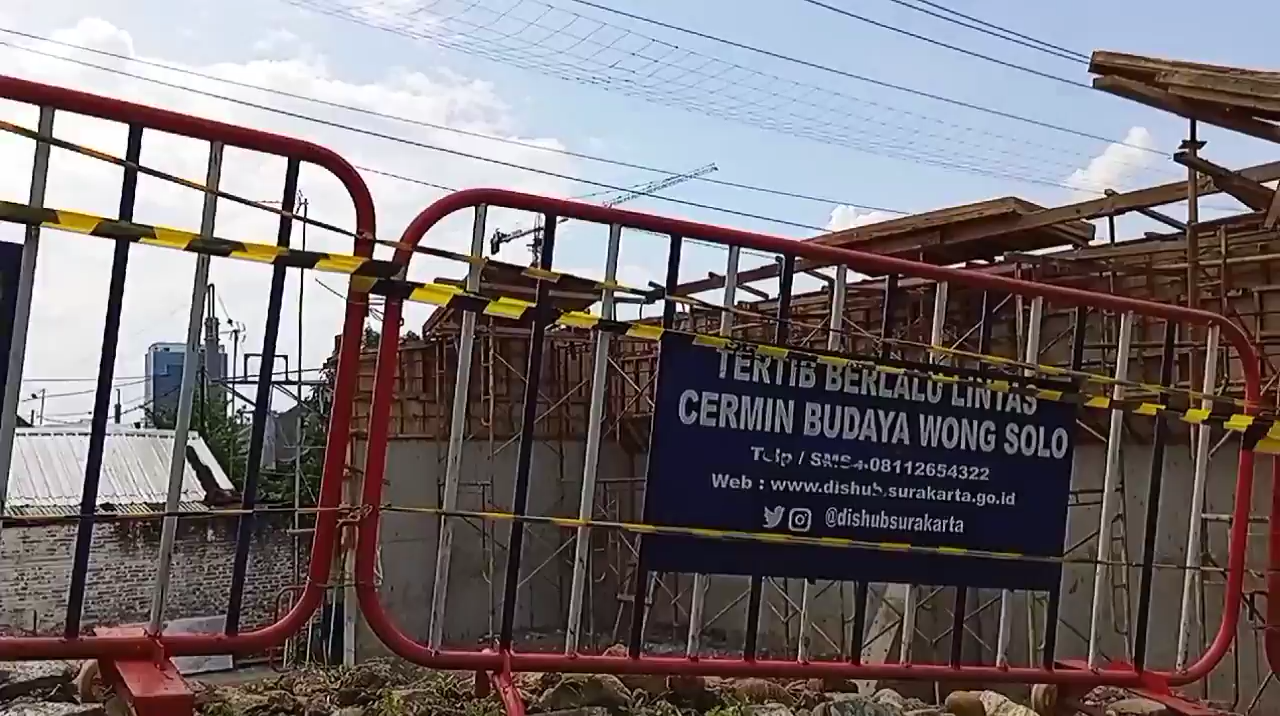 TERTIB BERLALU LINTAS
CERMIN BUDAYA WONG SOLO
Telp / SMS : 08112654322
Web : www.dishub.surakarta.go.id
@dishubsurakarta